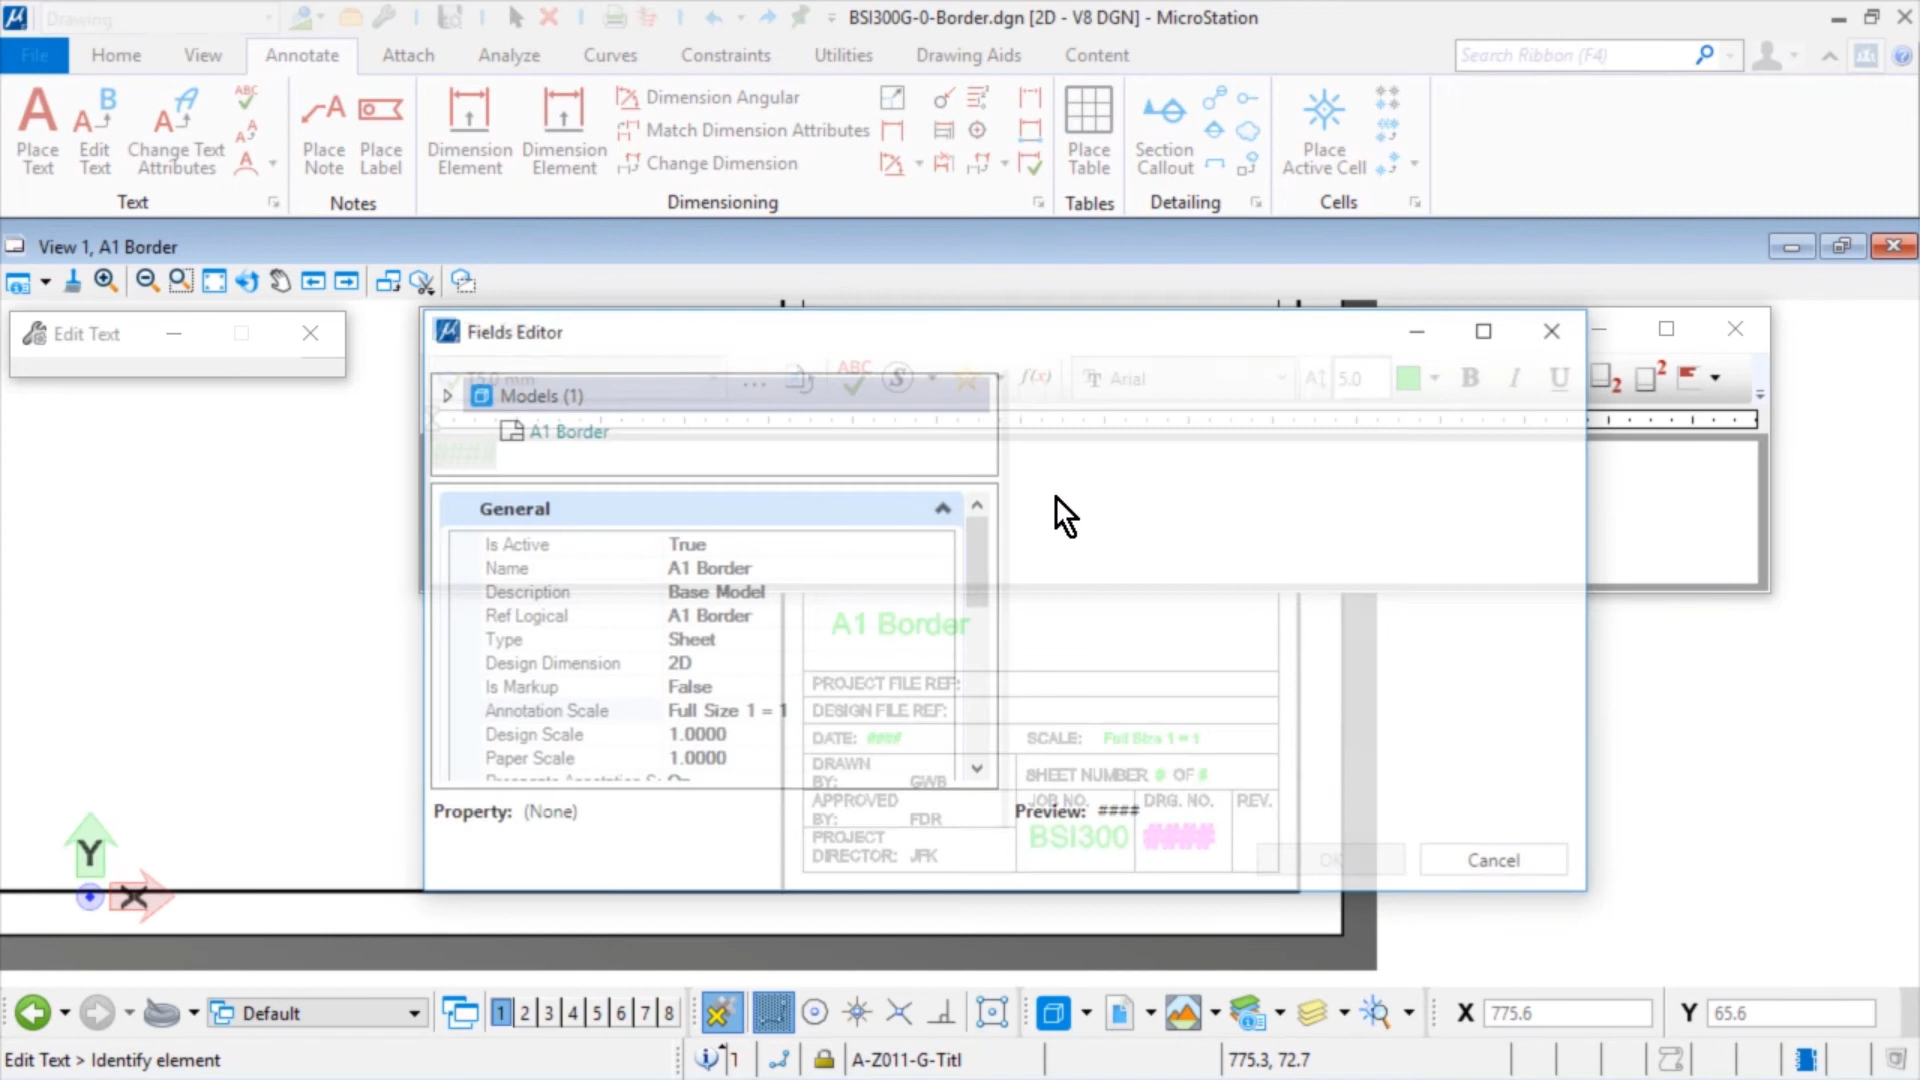 Drawing
BSI300G-0-Border.dgn [2D - V8 DGN] - MicroStation
File
Home
View
Annotate
Attach
Analyze
Curves
Constraints
Utilities
Drawing Aids
Content
Search Ribbon (F4)
Place Text
Edit Text
Change Text Attributes
Place Note
Place Label
Dimension Element
Dimension Element
Dimension Angular
Match Dimension Attributes
Change Dimension
Place Table
Section Callout
Place Active Cell
Text
Notes
Dimensioning
Tables
Detailing
Cells
View 1, A1 Border
Edit Text
Fields Editor
Arial
5.0
B I U
Models (1)
A1 Border
####
General
Is Active True
Name A1 Border
Description Base Model
Ref Logical A1 Border
Type Sheet
Design Dimension 2D
Is Markup False
Annotation Scale Full Size 1 = 1
Design Scale 1.0000
Paper Scale 1.0000
Property: (None)
Preview: ####
OK
Cancel
A1 Border
PROJECT FILE REF:
DESIGN FILE REF:
DATE: ####
SCALE: Full Size 1 = 1
DRAWN BY: GWB
SHEET NUMBER # OF #
APPROVED BY: FDR
JOB NO.
DRG. NO.
REV.
BSI300
####
PROJECT DIRECTOR: JFK
Y
X
Default
1 2 3 4 5 6 7 8
X 775.6
Y 65.6
Edit Text > Identify element
1
A-Z011-G-Titl
775.3, 72.7